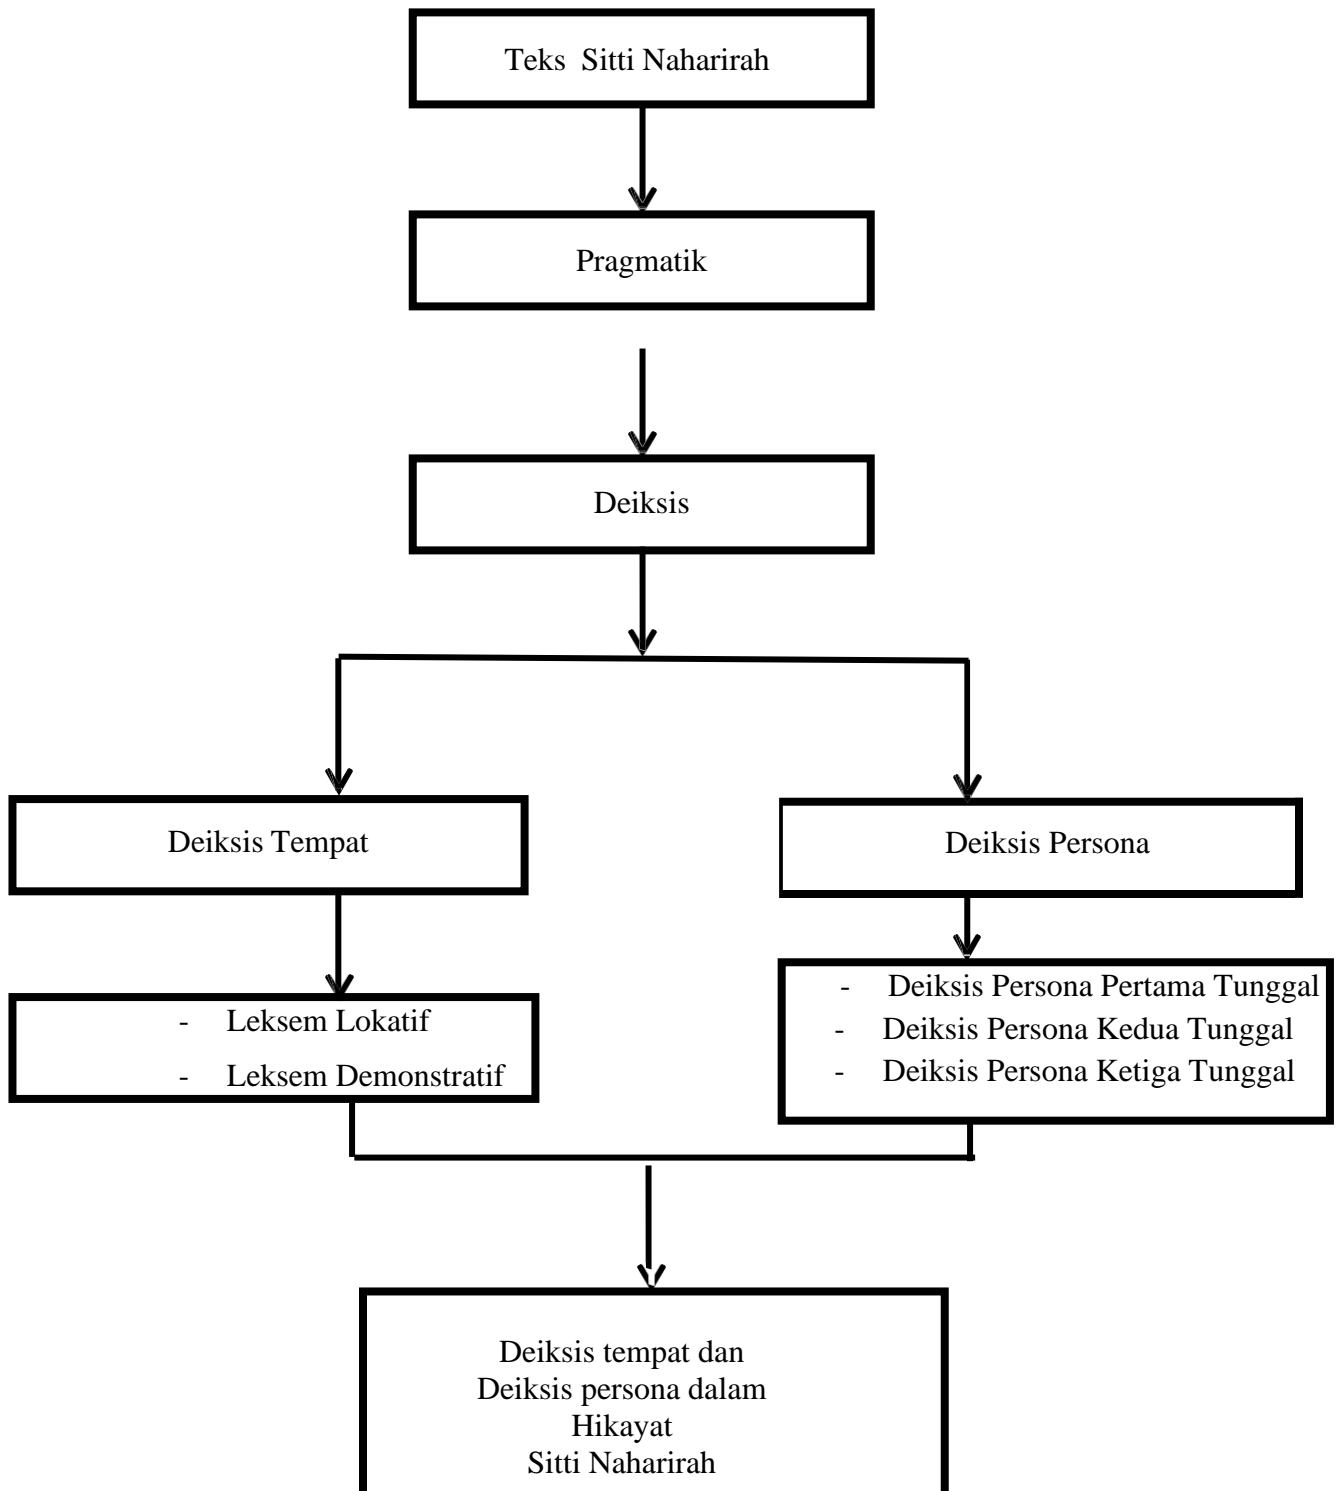 Teks Sitti Naharirah
Pragmatik
Deiksis
Deiksis Tempat
Deiksis Persona
- Leksem Lokatif
- Leksem Demonstratif
- Deiksis Persona Pertama Tunggal
- Deiksis Persona Kedua Tunggal
- Deiksis Persona Ketiga Tunggal
Deiksis tempat dan
Deiksis persona dalam
Hikayat
Sitti Naharirah